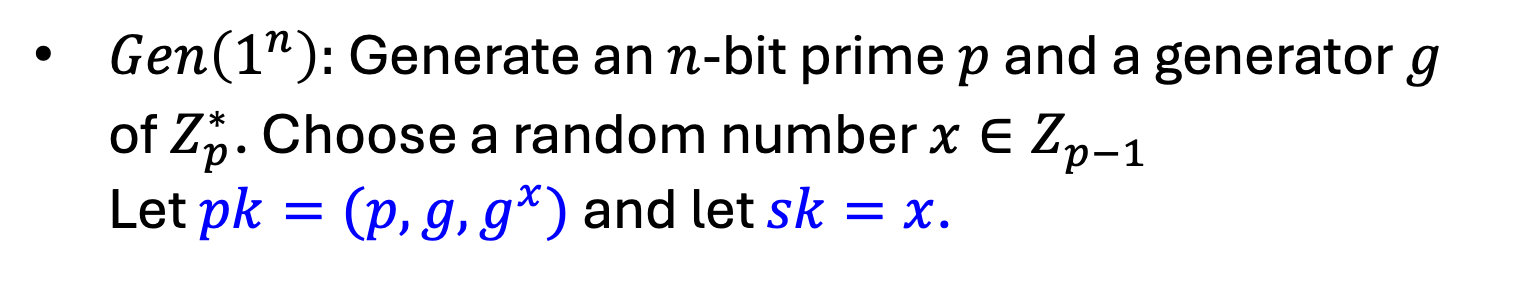 • 𝐺𝑒𝑛(1ⁿ): Generate an 𝑛-bit prime 𝑝 and a generator 𝑔
of 𝑍ₚ*. Choose a random number 𝑥 ∈ 𝑍ₚ₋₁
Let 𝑝𝑘 = (𝑝, 𝑔, 𝑔ˣ) and let 𝑠𝑘 = 𝑥.